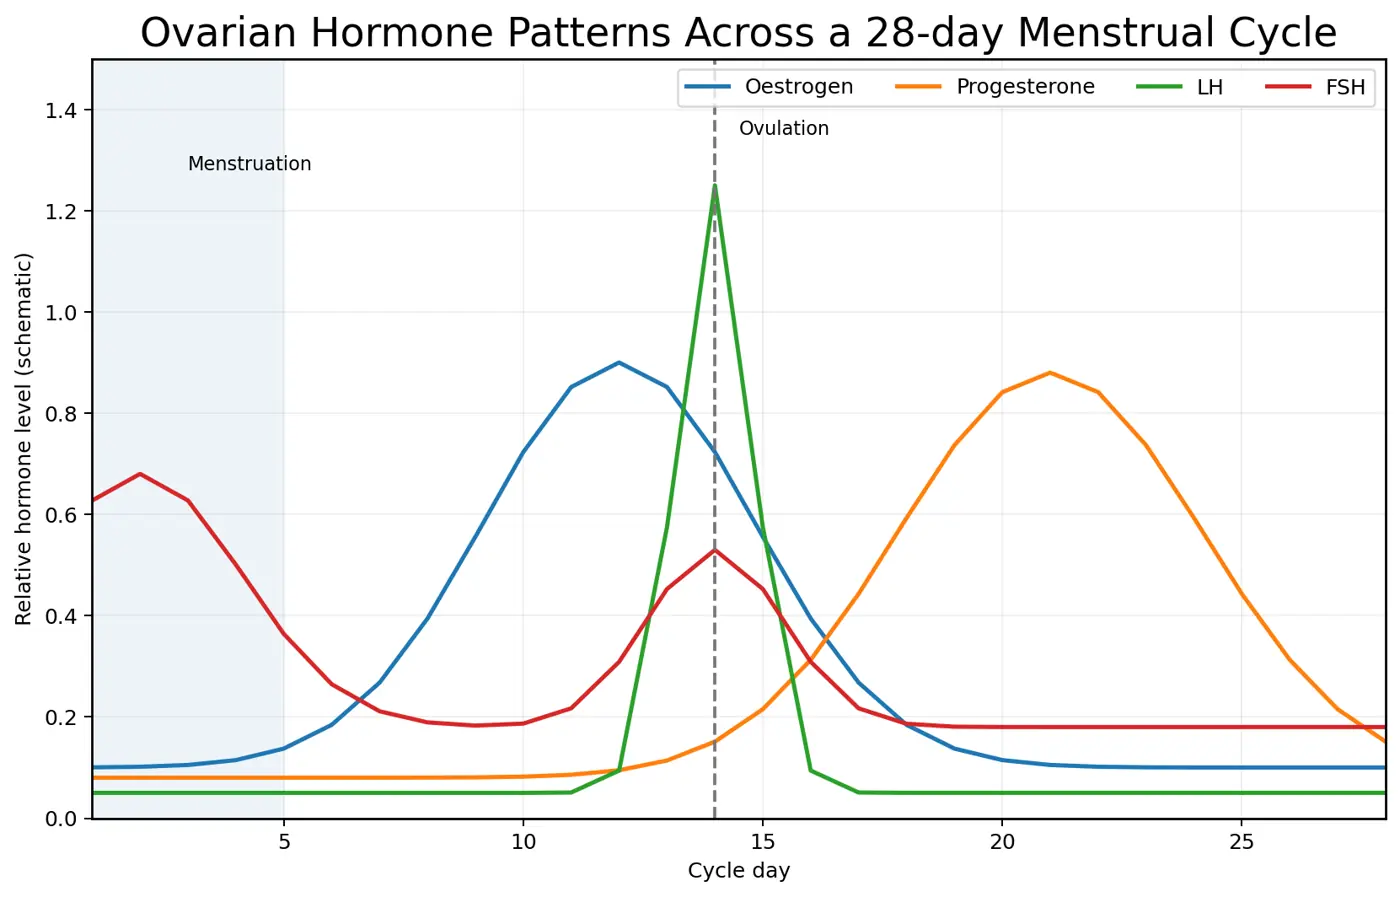 Ovarian Hormone Patterns Across a 28-day Menstrual Cycle
Oestrogen Progesterone LH FSH
Ovulation
Menstruation
Relative hormone level (schematic)
1.4
1.2
1.0
0.8
0.6
0.4
0.2
0.0
5 10 15 20 25
Cycle day